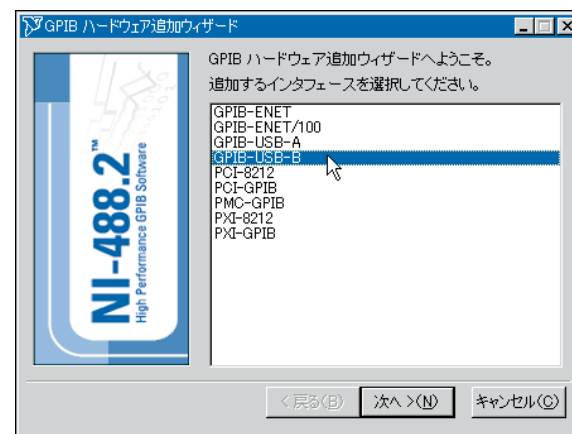 GPIB ハードウェア追加ウィザード
GPIB ハードウェア追加ウィザードへようこそ。
追加するインタフェースを選択してください。
NI-488.2™
High Performance GPIB Software
GPIB-ENET
GPIB-ENET/100
GPIB-USB-A
GPIB-USB-B
PCI-8212
PCI-GPIB
PMC-GPIB
PXI-8212
PXI-GPIB
<戻る(B)
次へ >(N)
キャンセル(C)